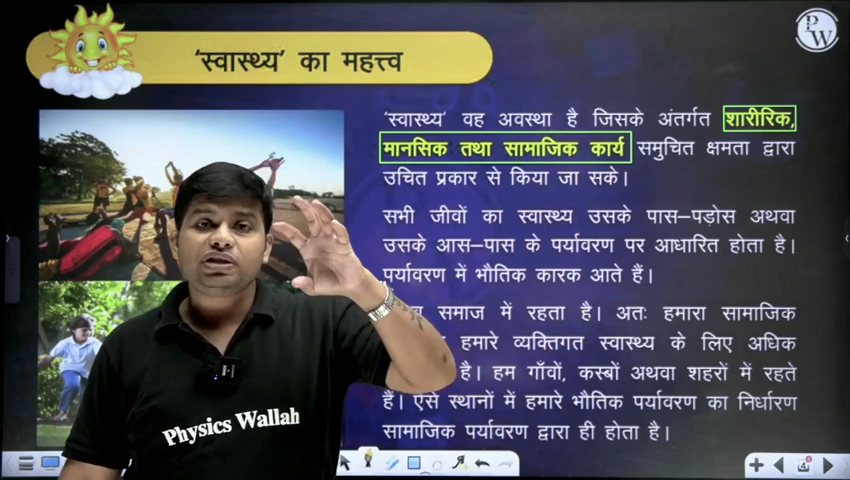 'स्वास्थ्य' का महत्त्व
PW
'स्वास्थ्य' वह अवस्था है जिसके अंतर्गत शारीरिक,
मानसिक तथा सामाजिक कार्य समुचित क्षमता द्वारा
उचित प्रकार से किया जा सके।
सभी जीवों का स्वास्थ्य उसके पास–पड़ोस अथवा
उसके आस–पास के पर्यावरण पर आधारित होता है।
पर्यावरण में भौतिक कारक आते हैं।
समाज में रहता है। अतः हमारा सामाजिक
हमारे व्यक्तिगत स्वास्थ्य के लिए अधिक
है। हम गाँवों, कस्बों अथवा शहरों में रहते
हैं। ऐसे स्थानों में हमारे भौतिक पर्यावरण का निर्धारण
सामाजिक पर्यावरण द्वारा ही होता है।
Physics Wallah